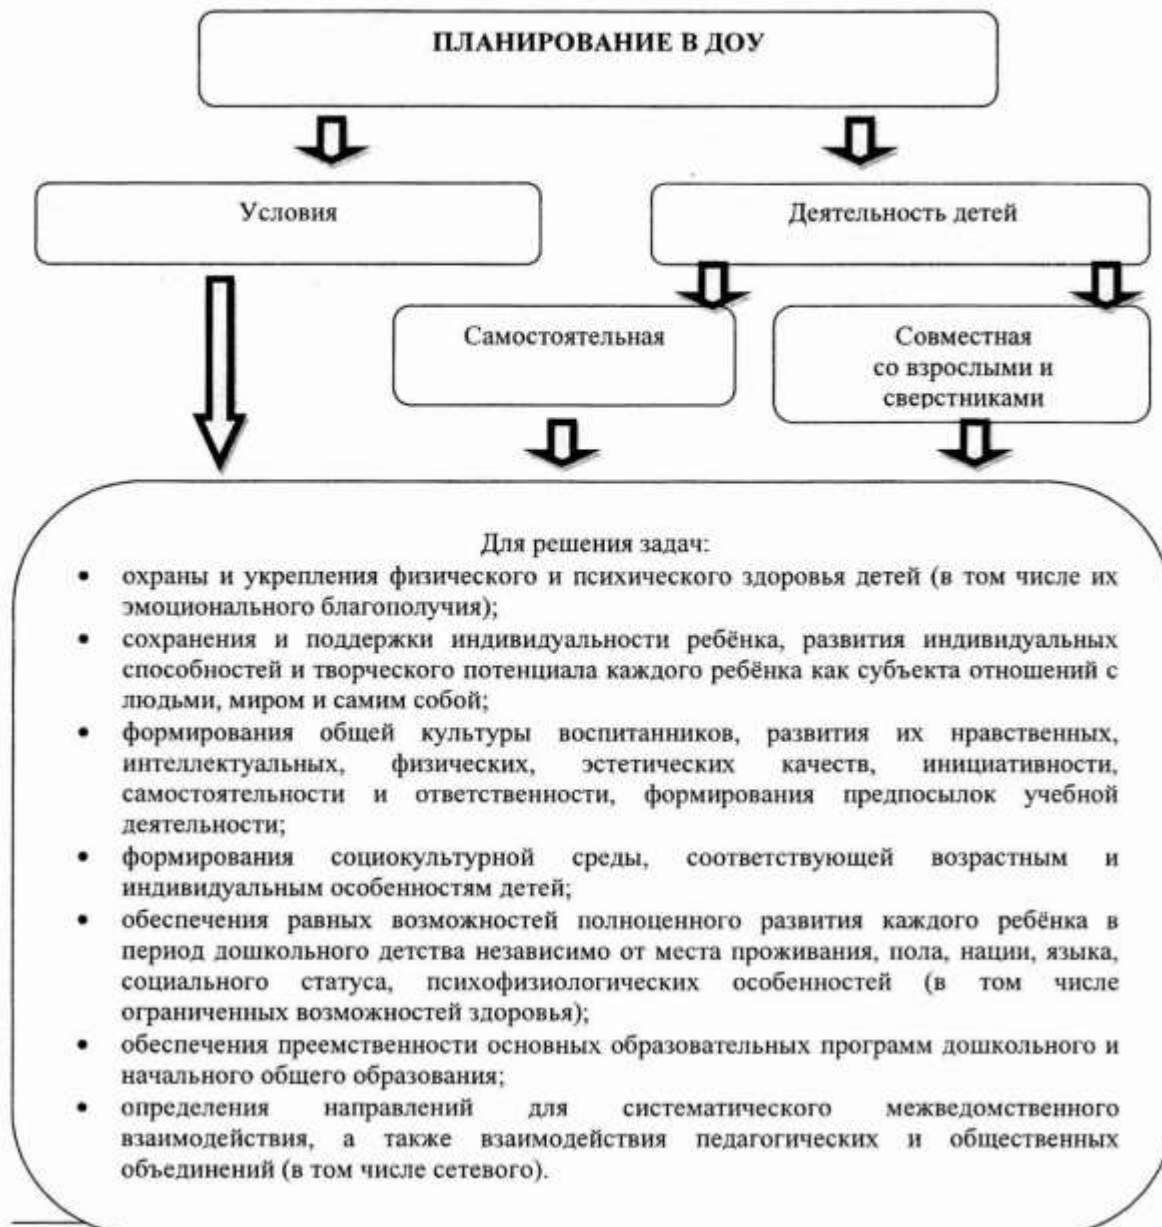 ПЛАНИРОВАНИЕ В ДОУ
Условия
Деятельность детей
Самостоятельная
Совместная
со взрослыми и
сверстниками
Для решения задач:
• охраны и укрепления физического и психического здоровья детей (в том числе их
эмоционального благополучия);
• сохранения и поддержки индивидуальности ребёнка, развития индивидуальных
способностей и творческого потенциала каждого ребёнка как субъекта отношений с
людьми, миром и самим собой;
• формирования общей культуры воспитанников, развития их нравственных,
интеллектуальных, физических, эстетических качеств, инициативности,
самостоятельности и ответственности, формирования предпосылок учебной
деятельности;
• формирования социокультурной среды, соответствующей возрастным и
индивидуальным особенностям детей;
• обеспечения равных возможностей полноценного развития каждого ребёнка в
период дошкольного детства независимо от места проживания, пола, нации, языка,
социального статуса, психофизиологических особенностей (в том числе
ограниченных возможностей здоровья);
• обеспечения преемственности основных образовательных программ дошкольного и
начального общего образования;
• определения направлений для систематического межведомственного
взаимодействия, а также взаимодействия педагогических и общественных
объединений (в том числе сетевого).